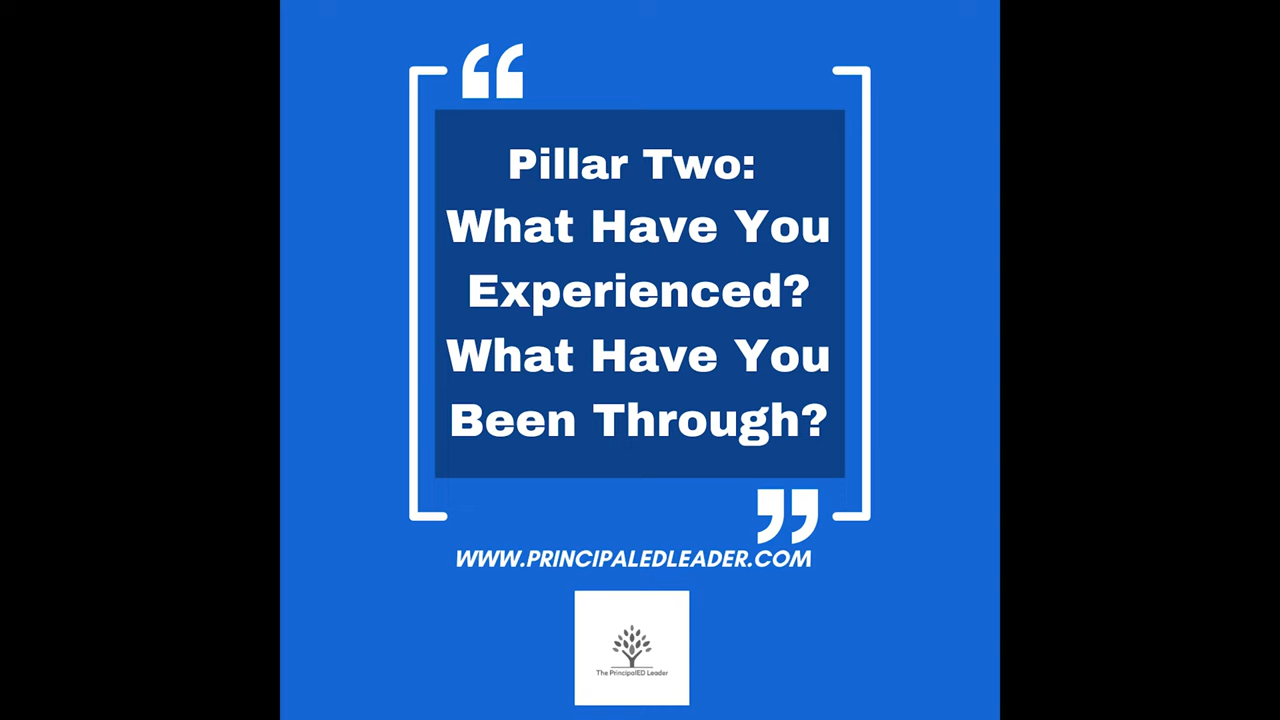 “
Pillar Two:
What Have You
Experienced?
What Have You
Been Through?
”
WWW.PRINCIPALEDLEADER.COM
The PrincipalED Leader